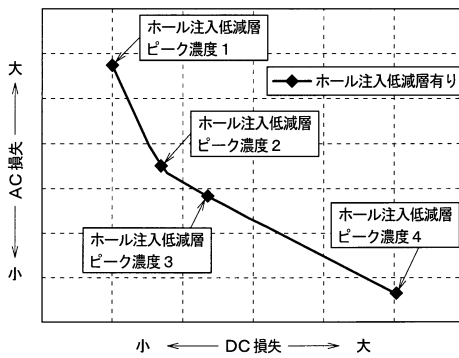 ホール注入低減層
ピーク濃度1
ホール注入低減層有り
ホール注入低減層
ピーク濃度2
ホール注入低減層
ピーク濃度3
ホール注入低減層
ピーク濃度4
大
AC損失
小
小
DC損失
大